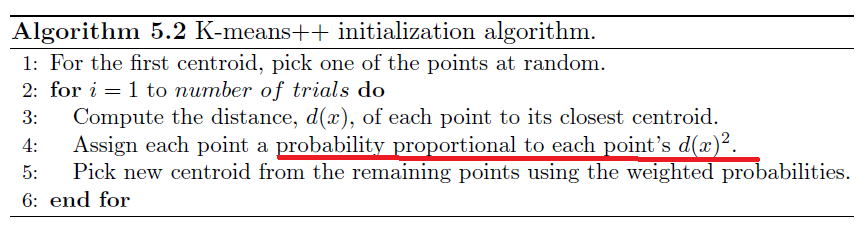 Algorithm 5.2 K-means++ initialization algorithm.
1: For the first centroid, pick one of the points at random.
2: for i = 1 to number of trials do
3: Compute the distance, d(x), of each point to its closest centroid.
4: Assign each point a probability proportional to each point's d(x)².
5: Pick new centroid from the remaining points using the weighted probabilities.
6: end for